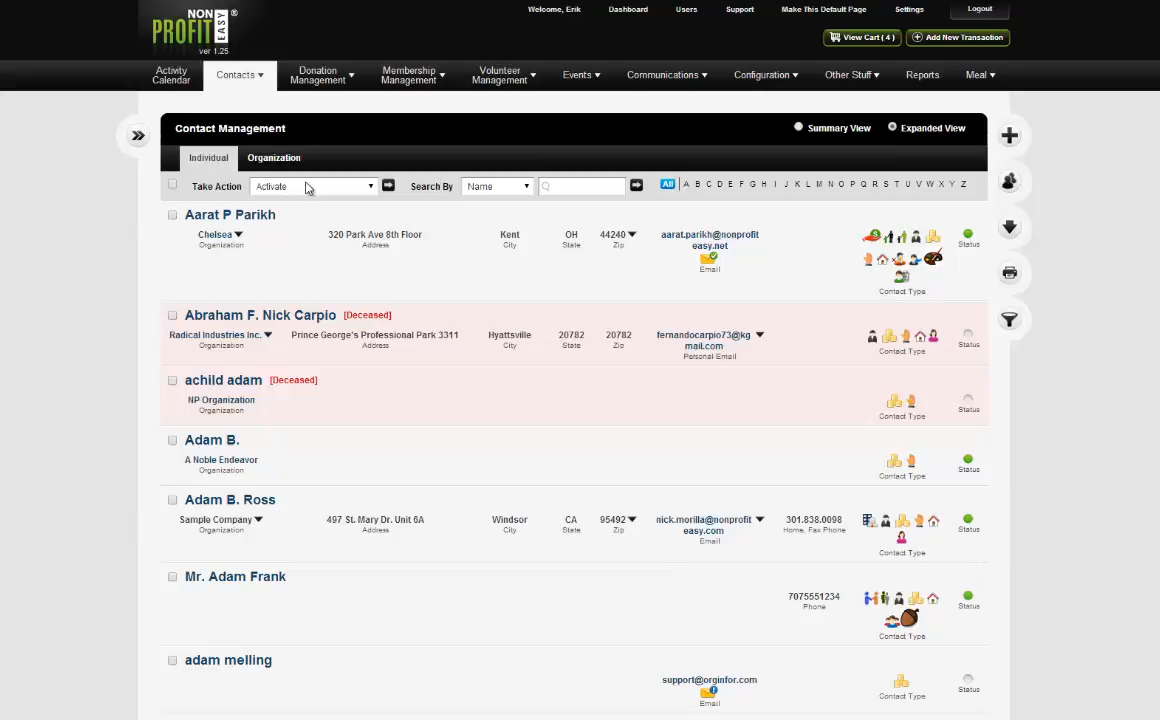 NON PROFIT EASY ®
ver 1.25
Welcome, Erik Dashboard Users Support Make This Default Page Settings Logout
View Cart ( 4 ) Add New Transaction
Activity Calendar Contacts Donation Management Membership Management Volunteer Management Events Communications Configuration Other Stuff Reports Meal
Contact Management Summary View Expanded View
Individual Organization
Take Action Activate Search By Name All A B C D E F G H I J K L M N O P Q R S T U V W X Y Z
Aarat P Parikh
Chelsea 320 Park Ave 8th Floor Kent OH 44240 aarat.parikh@nonprofit
Organization Address City State Zip easy.net Status
Email
Contact Type
Abraham F. Nick Carpio [Deceased]
Radical Industries inc. Prince George's Professional Park 3311 Hyattsville 20782 20782 fernandocarpio73@kg
Organization Address City State Zip mail.com Status
Personal Email Contact Type
achild adam [Deceased]
NP Organization
Organization Status
Contact Type
Adam B.
A Noble Endeavor
Organization Status
Contact Type
Adam B. Ross
Sample Company 497 St. Mary Dr. Unit 6A Windsor CA 95492 nick.morilla@nonprofit 301.838.0098
Organization Address City State Zip easy.com Home, Fax Phone Status
Email
Contact Type
Mr. Adam Frank
7075551234
Phone Status
Contact Type
adam melling
support@orginfor.com
Status
Email Contact Type